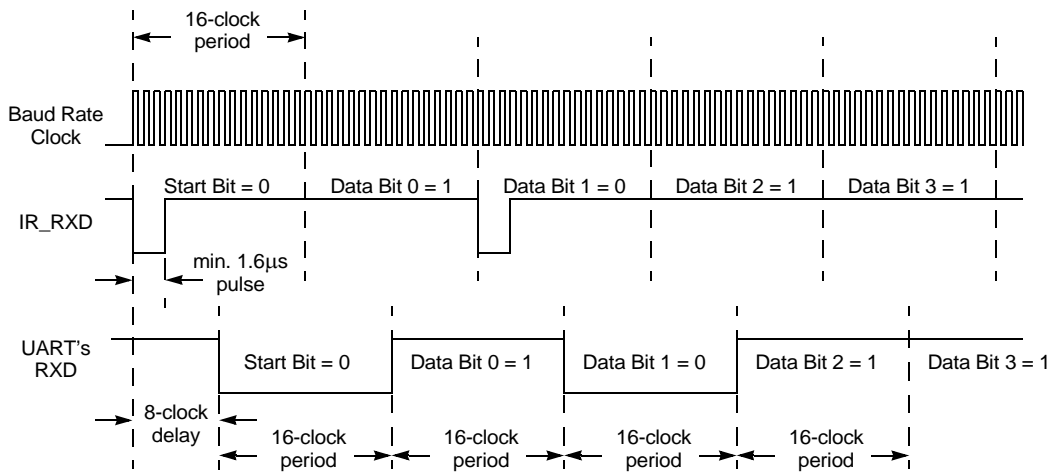 16-clock
period
Baud Rate
Clock
Start Bit = 0
Data Bit 0 = 1
Data Bit 1 = 0
Data Bit 2 = 1
Data Bit 3 = 1
IR_RXD
min. 1.6μs
pulse
UART's
RXD
Start Bit = 0
Data Bit 0 = 1
Data Bit 1 = 0
Data Bit 2 = 1
Data Bit 3 = 1
8-clock
delay
16-clock
period
16-clock
period
16-clock
period
16-clock
period